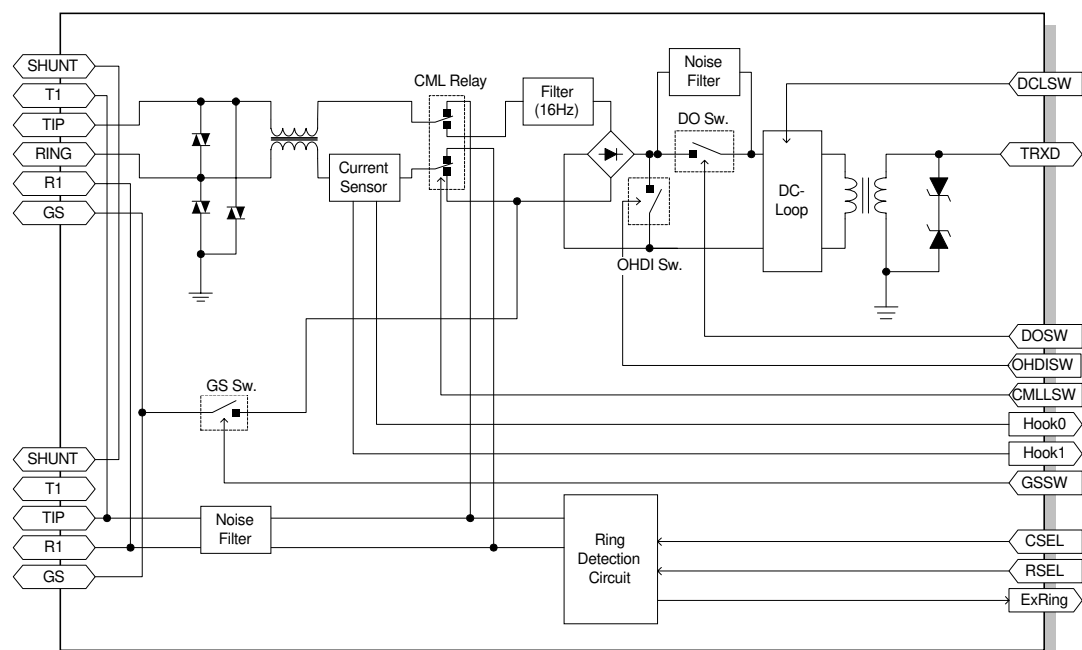 SHUNT
T1
TIP
RING
R1
GS
CML Relay
Current
Sensor
Filter
(16Hz)
Noise
Filter
DO Sw.
OHDI Sw.
DC-
Loop
DCLSW
TRXD
DOSW
OHDISW
CMLLSW
Hook0
Hook1
GSSW
GS Sw.
SHUNT
T1
TIP
R1
GS
Noise
Filter
Ring
Detection
Circuit
CSEL
RSEL
ExRing